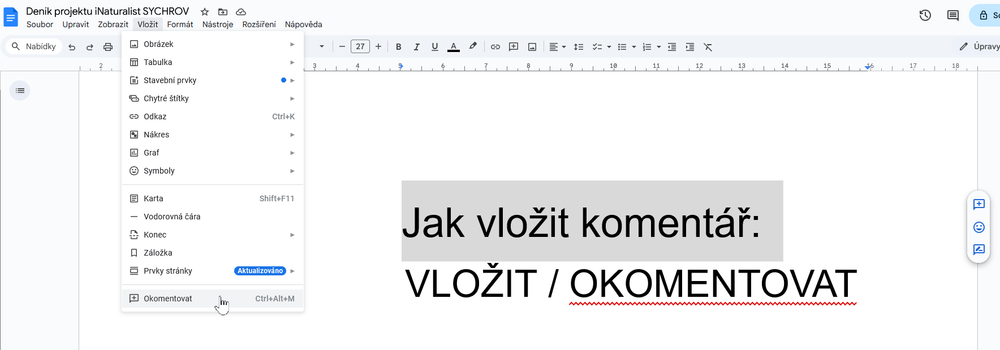 Deník projektu iNaturalist SYCHROV
Soubor Upravit Zobrazit Vložit Formát Nástroje Rozšíření Nápověda
Nabídky
27
B I U A
Úpravy
2 3 4 5 6 7 8 9 10 11 12 13 14 15 16 17 18
Obrázek
Tabulka
Stavební prvky
Chytré štítky
Odkaz Ctrl+K
Nákres
Graf
Symboly
Karta Shift+F11
Vodorovná čára
Konec
Záložka
Prvky stránky Aktualizováno
Okomentovat Ctrl+Alt+M
Jak vložit komentář:
VLOŽIT / OKOMENTOVAT